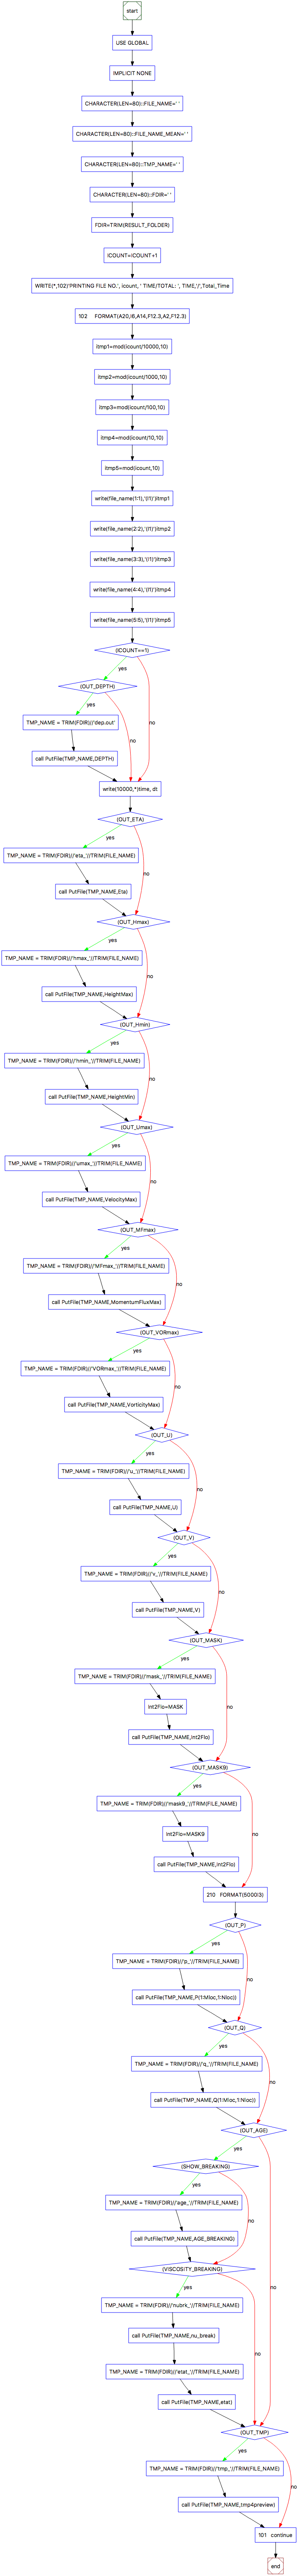 start
USE GLOBAL
IMPLICIT NONE
CHARACTER(LEN=80)::FILE_NAME=' '
CHARACTER(LEN=80)::FILE_NAME_MEAN=' '
CHARACTER(LEN=80)::TMP_NAME=' '
CHARACTER(LEN=80)::FDIR=' '
FDIR=TRIM(RESULT_FOLDER)
ICOUNT=ICOUNT+1
WRITE(*,102)'PRINTING FILE NO.', icount, ' TIME/TOTAL: ', TIME,'/',Total_Time
102 FORMAT(A20,I6,A14,F12.3,A2,F12.3)
itmp1=mod(icount/10000,10)
itmp2=mod(icount/1000,10)
itmp3=mod(icount/100,10)
itmp4=mod(icount/10,10)
itmp5=mod(icount,10)
write(file_name(1:1),'(I1)')itmp1
write(file_name(2:2),'(I1)')itmp2
write(file_name(3:3),'(I1)')itmp3
write(file_name(4:4),'(I1)')itmp4
write(file_name(5:5),'(I1)')itmp5
(ICOUNT==1)
yes
(OUT_DEPTH)
yes
no
TMP_NAME = TRIM(FDIR)//'dep.out'
no
call PutFile(TMP_NAME,DEPTH)
write(10000,*)time, dt
(OUT_ETA)
yes
TMP_NAME = TRIM(FDIR)//'eta_'//TRIM(FILE_NAME)
no
call PutFile(TMP_NAME,Eta)
(OUT_Hmax)
yes
TMP_NAME = TRIM(FDIR)//'hmax_'//TRIM(FILE_NAME)
no
call PutFile(TMP_NAME,HeightMax)
(OUT_Hmin)
yes
TMP_NAME = TRIM(FDIR)//'hmin_'//TRIM(FILE_NAME)
no
call PutFile(TMP_NAME,HeightMin)
(OUT_Umax)
yes
TMP_NAME = TRIM(FDIR)//'umax_'//TRIM(FILE_NAME)
no
call PutFile(TMP_NAME,VelocityMax)
(OUT_MFmax)
yes
TMP_NAME = TRIM(FDIR)//'MFmax_'//TRIM(FILE_NAME)
no
call PutFile(TMP_NAME,MomentumFluxMax)
(OUT_VORmax)
yes
TMP_NAME = TRIM(FDIR)//'VORmax_'//TRIM(FILE_NAME)
no
call PutFile(TMP_NAME,VorticityMax)
(OUT_U)
yes
TMP_NAME = TRIM(FDIR)//'u_'//TRIM(FILE_NAME)
no
call PutFile(TMP_NAME,U)
(OUT_V)
yes
TMP_NAME = TRIM(FDIR)//'v_'//TRIM(FILE_NAME)
no
call PutFile(TMP_NAME,V)
(OUT_MASK)
yes
TMP_NAME = TRIM(FDIR)//'mask_'//TRIM(FILE_NAME)
Int2Flo=MASK
no
call PutFile(TMP_NAME,Int2Flo)
(OUT_MASK9)
yes
TMP_NAME = TRIM(FDIR)//'mask9_'//TRIM(FILE_NAME)
Int2Flo=MASK9
no
call PutFile(TMP_NAME,Int2Flo)
210 FORMAT(5000I3)
(OUT_P)
yes
TMP_NAME = TRIM(FDIR)//'p_'//TRIM(FILE_NAME)
no
call PutFile(TMP_NAME,P(1:Mloc,1:Nloc))
(OUT_Q)
yes
TMP_NAME = TRIM(FDIR)//'q_'//TRIM(FILE_NAME)
no
call PutFile(TMP_NAME,Q(1:Mloc,1:Nloc))
(OUT_AGE)
yes
(SHOW_BREAKING)
yes
TMP_NAME = TRIM(FDIR)//'age_'//TRIM(FILE_NAME)
no
no
call PutFile(TMP_NAME,AGE_BREAKING)
(VISCOSITY_BREAKING)
yes
TMP_NAME = TRIM(FDIR)//'nubrk_'//TRIM(FILE_NAME)
call PutFile(TMP_NAME,nu_break)
no
TMP_NAME = TRIM(FDIR)//'etat_'//TRIM(FILE_NAME)
call PutFile(TMP_NAME,etat)
(OUT_TMP)
yes
TMP_NAME = TRIM(FDIR)//'tmp_'//TRIM(FILE_NAME)
no
call PutFile(TMP_NAME,tmp4preview)
101 continue
end